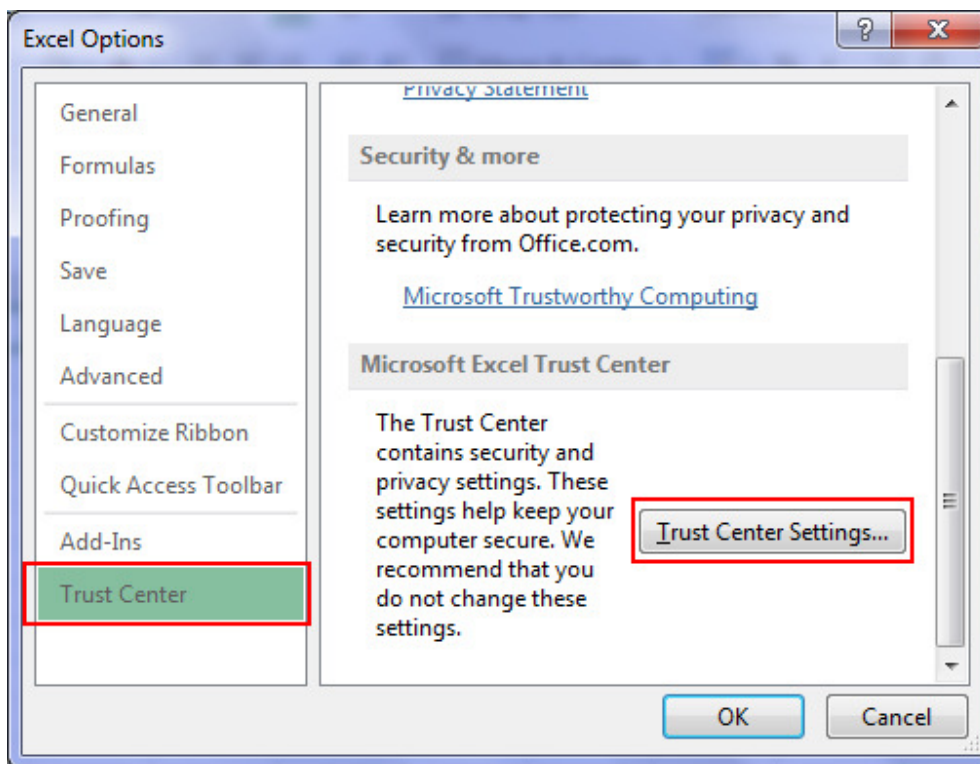 Excel Options
General
Formulas
Proofing
Save
Language
Advanced
Customize Ribbon
Quick Access Toolbar
Add-Ins
Trust Center
Privacy Statement
Security & more
Learn more about protecting your privacy and
security from Office.com.
Microsoft Trustworthy Computing
Microsoft Excel Trust Center
The Trust Center
contains security and
privacy settings. These
settings help keep your
computer secure. We
recommend that you
do not change these
settings.
Trust Center Settings...
OK
Cancel